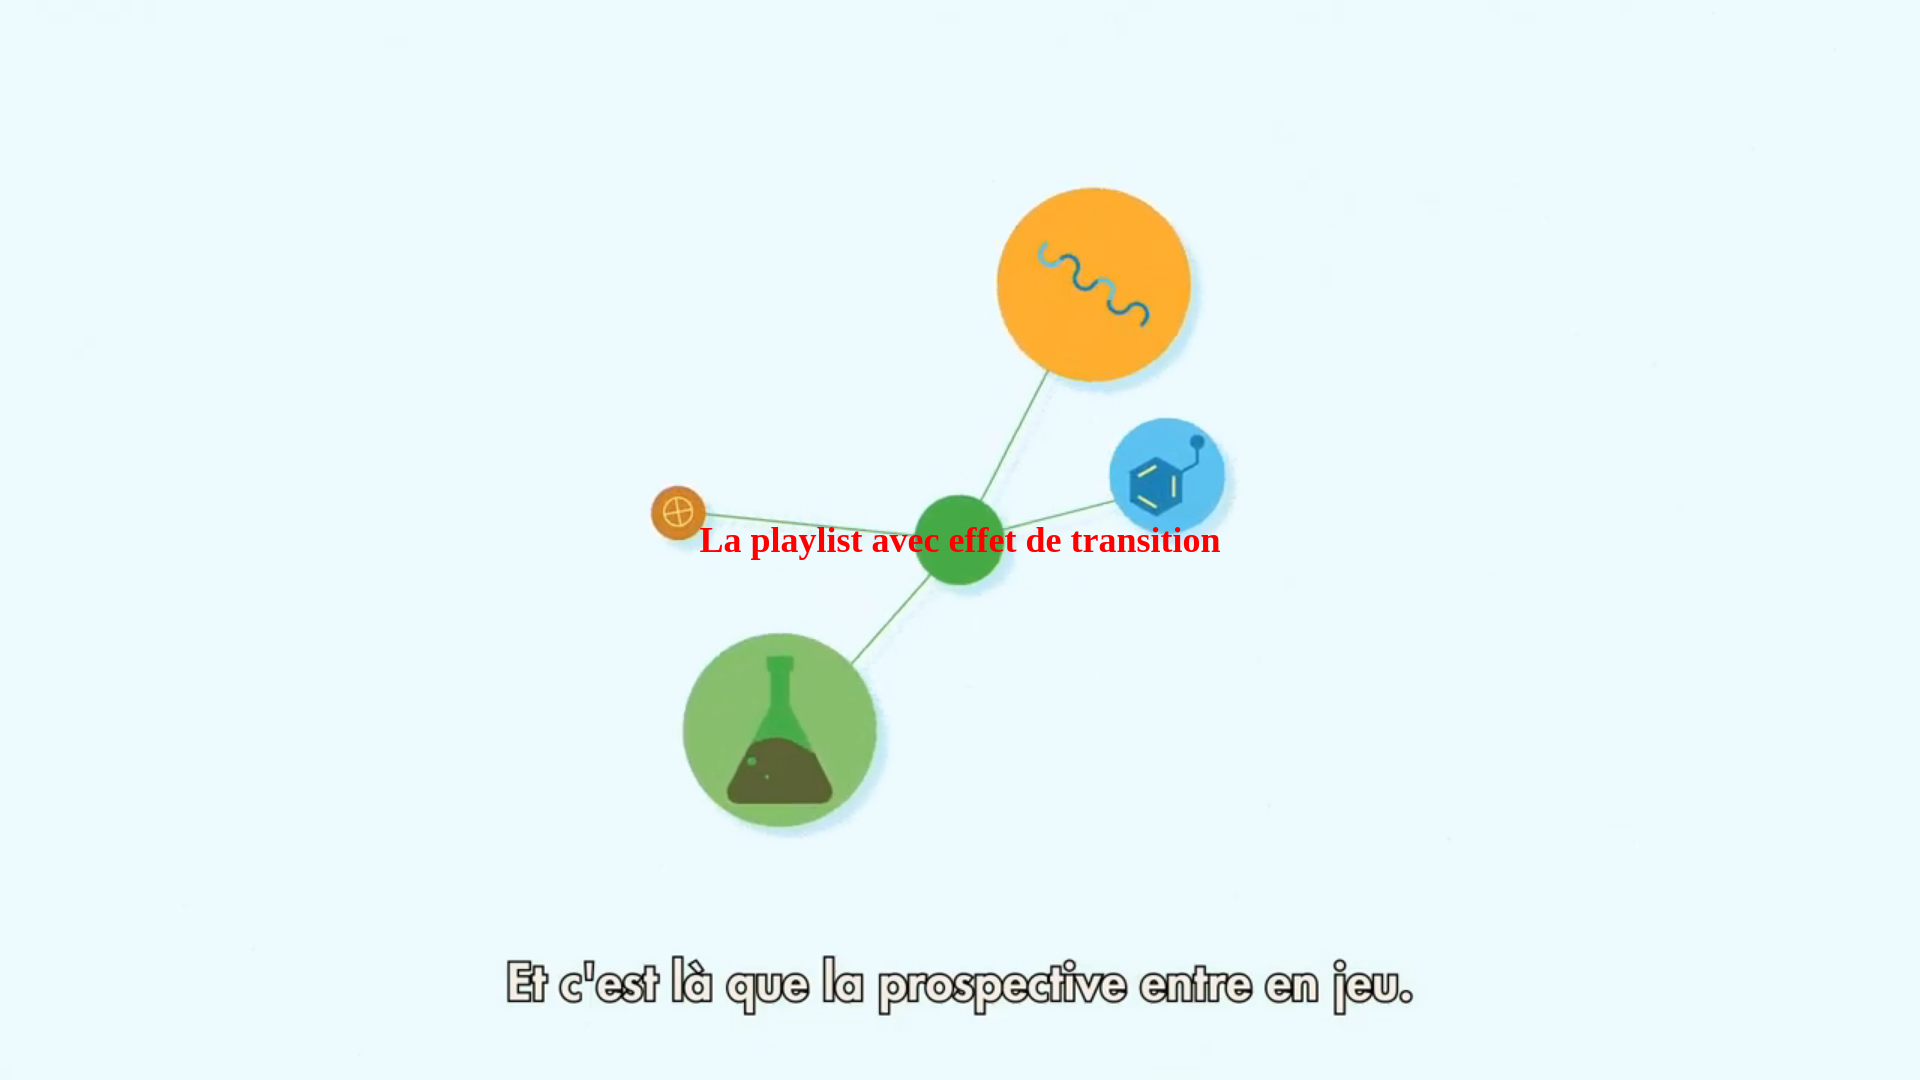 La playlist avec effet de transition
Et c'est là que la prospective entre en jeu.